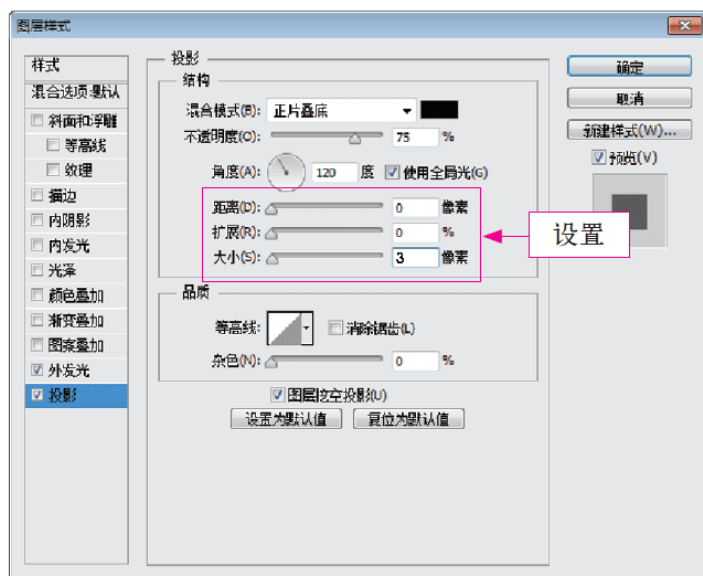 图层样式
样式
混合选项:默认
斜面和浮雕
等高线
纹理
描边
内阴影
内发光
光泽
颜色叠加
渐变叠加
图案叠加
外发光
投影
投影
结构
混合模式(B): 正片叠底
不透明度(O): 75 %
角度(A): 120 度 使用全局光(G)
距离(D): 0 像素
扩展(R): 0 %
大小(S): 3 像素
品质
等高线: 消除锯齿(L)
杂色(N): 0 %
图层挖空投影(U)
设置为默认值 复位为默认值
确定
取消
新建样式(W)...
预览(V)
设置